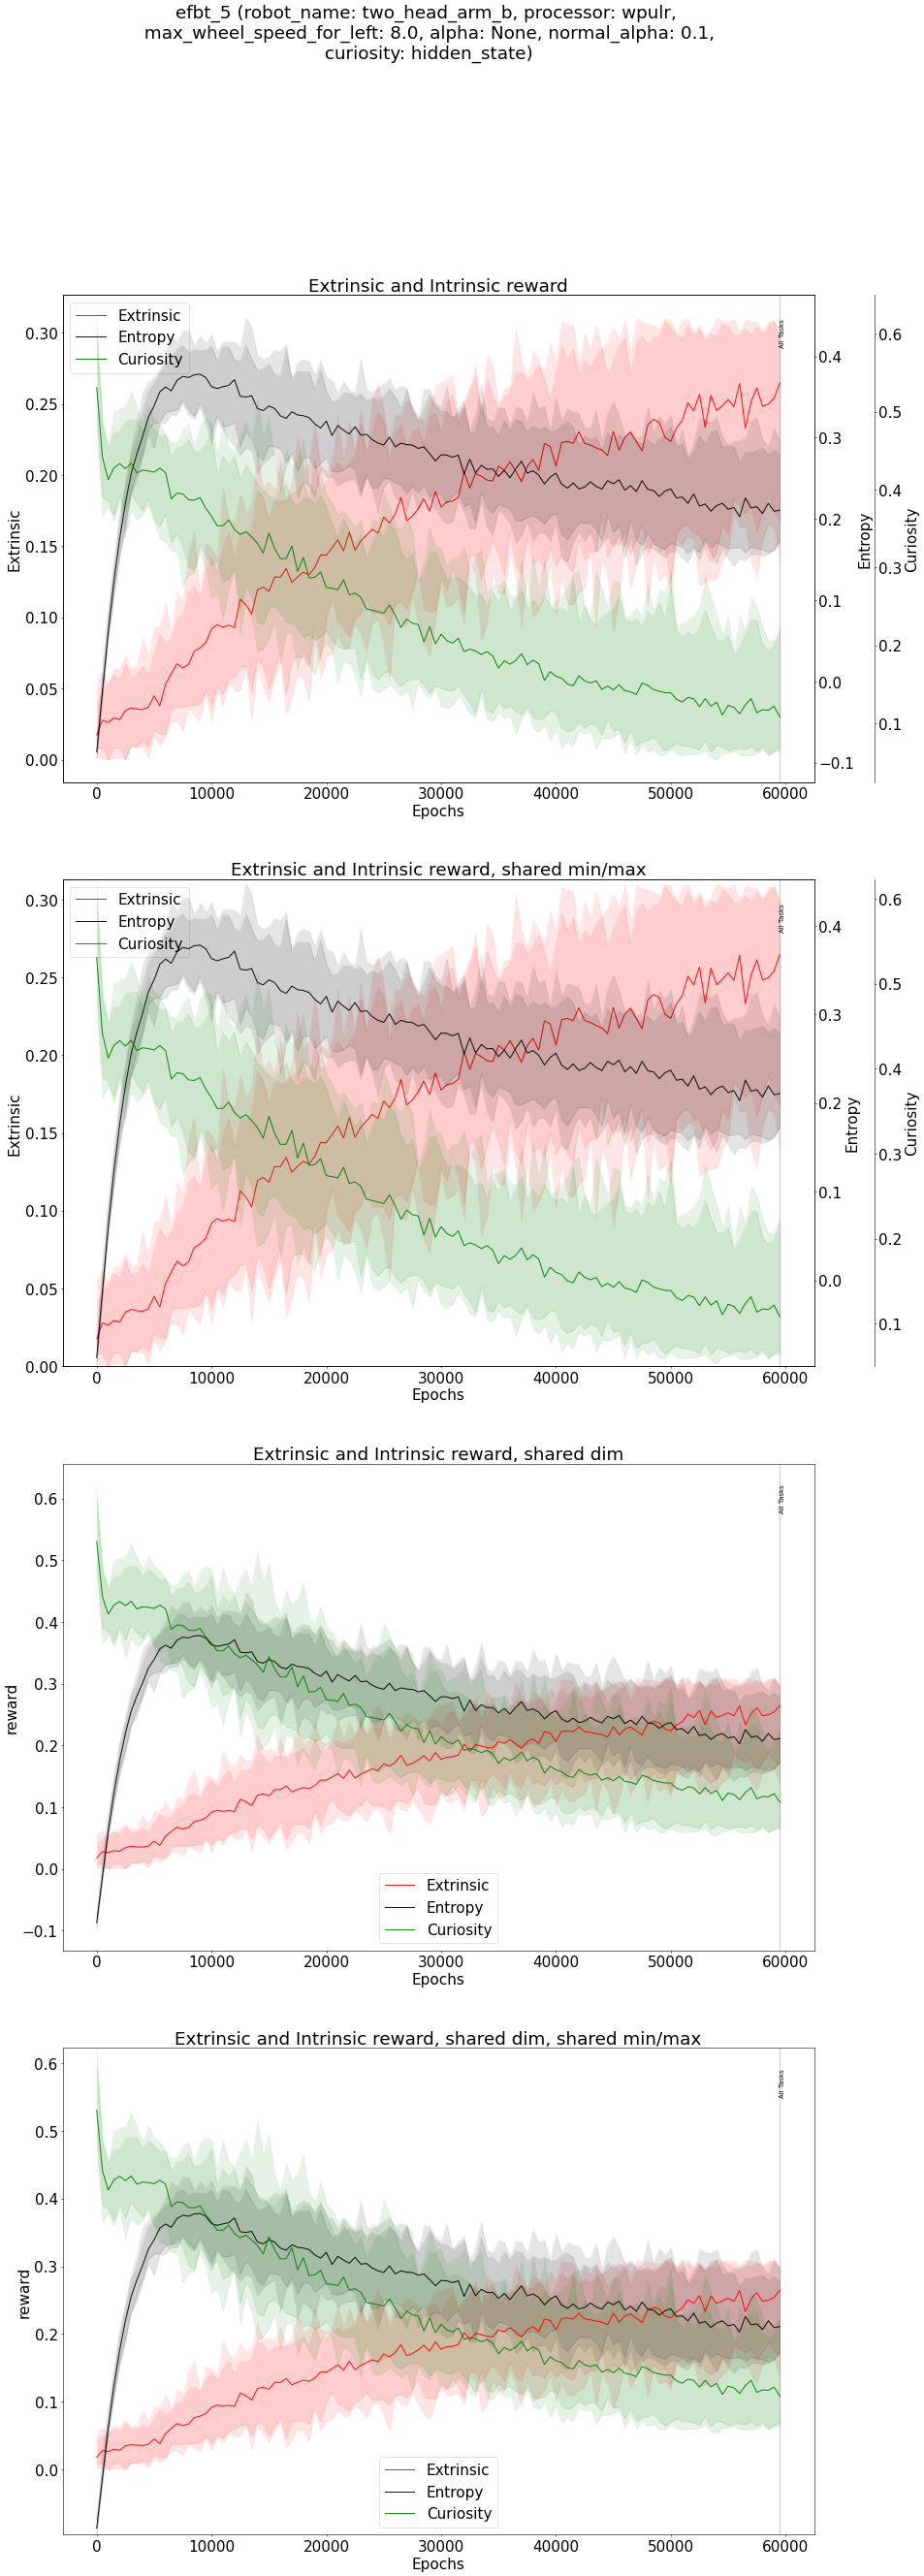 efbt_5 (robot_name: two_head_arm_b, processor: wpulr,
max_wheel_speed_for_left: 8.0, alpha: None, normal_alpha: 0.1,
curiosity: hidden_state)
Extrinsic and Intrinsic reward
Extrinsic
Entropy
Curiosity
All Tasks
0.30
0.25
0.20
0.15
0.10
0.05
0.00
Extrinsic
0.4
0.3
0.2
0.1
0.0
−0.1
Entropy
0.6
0.5
0.4
0.3
0.2
0.1
Curiosity
0 10000 20000 30000 40000 50000 60000
Epochs
Extrinsic and Intrinsic reward, shared min/max
Extrinsic
Entropy
Curiosity
All Tasks
0.30
0.25
0.20
0.15
0.10
0.05
0.00
Extrinsic
0.4
0.3
0.2
0.1
0.0
Entropy
0.6
0.5
0.4
0.3
0.2
0.1
Curiosity
0 10000 20000 30000 40000 50000 60000
Epochs
Extrinsic and Intrinsic reward, shared dim
All Tasks
0.6
0.5
0.4
0.3
0.2
0.1
0.0
−0.1
reward
Extrinsic
Entropy
Curiosity
0 10000 20000 30000 40000 50000 60000
Epochs
Extrinsic and Intrinsic reward, shared dim, shared min/max
All Tasks
0.6
0.5
0.4
0.3
0.2
0.1
0.0
reward
Extrinsic
Entropy
Curiosity
0 10000 20000 30000 40000 50000 60000
Epochs